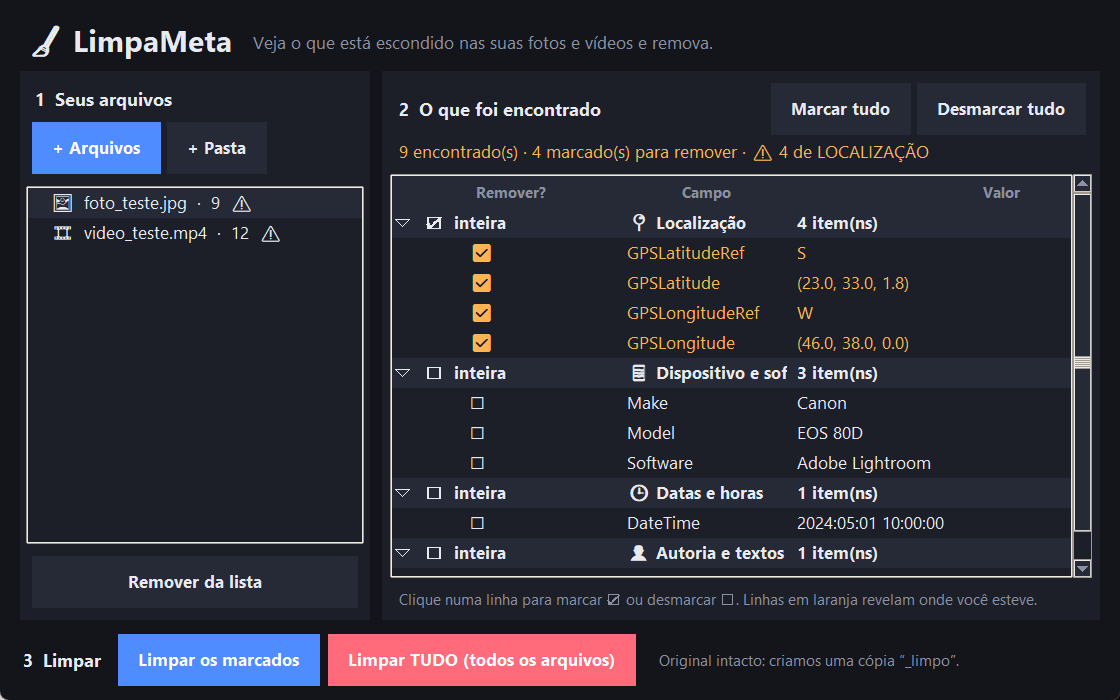 LimpaMeta Veja o que está escondido nas suas fotos e vídeos e remova.
1 Seus arquivos
+ Arquivos
+ Pasta
foto_teste.jpg · 9 ⚠
video_teste.mp4 · 12 ⚠
Remover da lista
2 O que foi encontrado
Marcar tudo
Desmarcar tudo
9 encontrado(s) · 4 marcado(s) para remover · ⚠ 4 de LOCALIZAÇÃO
Remover? Campo Valor
inteira Localização 4 item(ns)
GPSLatitudeRef S
GPSLatitude (23.0, 33.0, 1.8)
GPSLongitudeRef W
GPSLongitude (46.0, 38.0, 0.0)
inteira Dispositivo e sof 3 item(ns)
Make Canon
Model EOS 80D
Software Adobe Lightroom
inteira Datas e horas 1 item(ns)
DateTime 2024:05:01 10:00:00
inteira Autoria e textos 1 item(ns)
Clique numa linha para marcar ☑ ou desmarcar ☐. Linhas em laranja revelam onde você esteve.
3 Limpar
Limpar os marcados
Limpar TUDO (todos os arquivos)
Original intacto: criamos uma cópia “_limpo”.